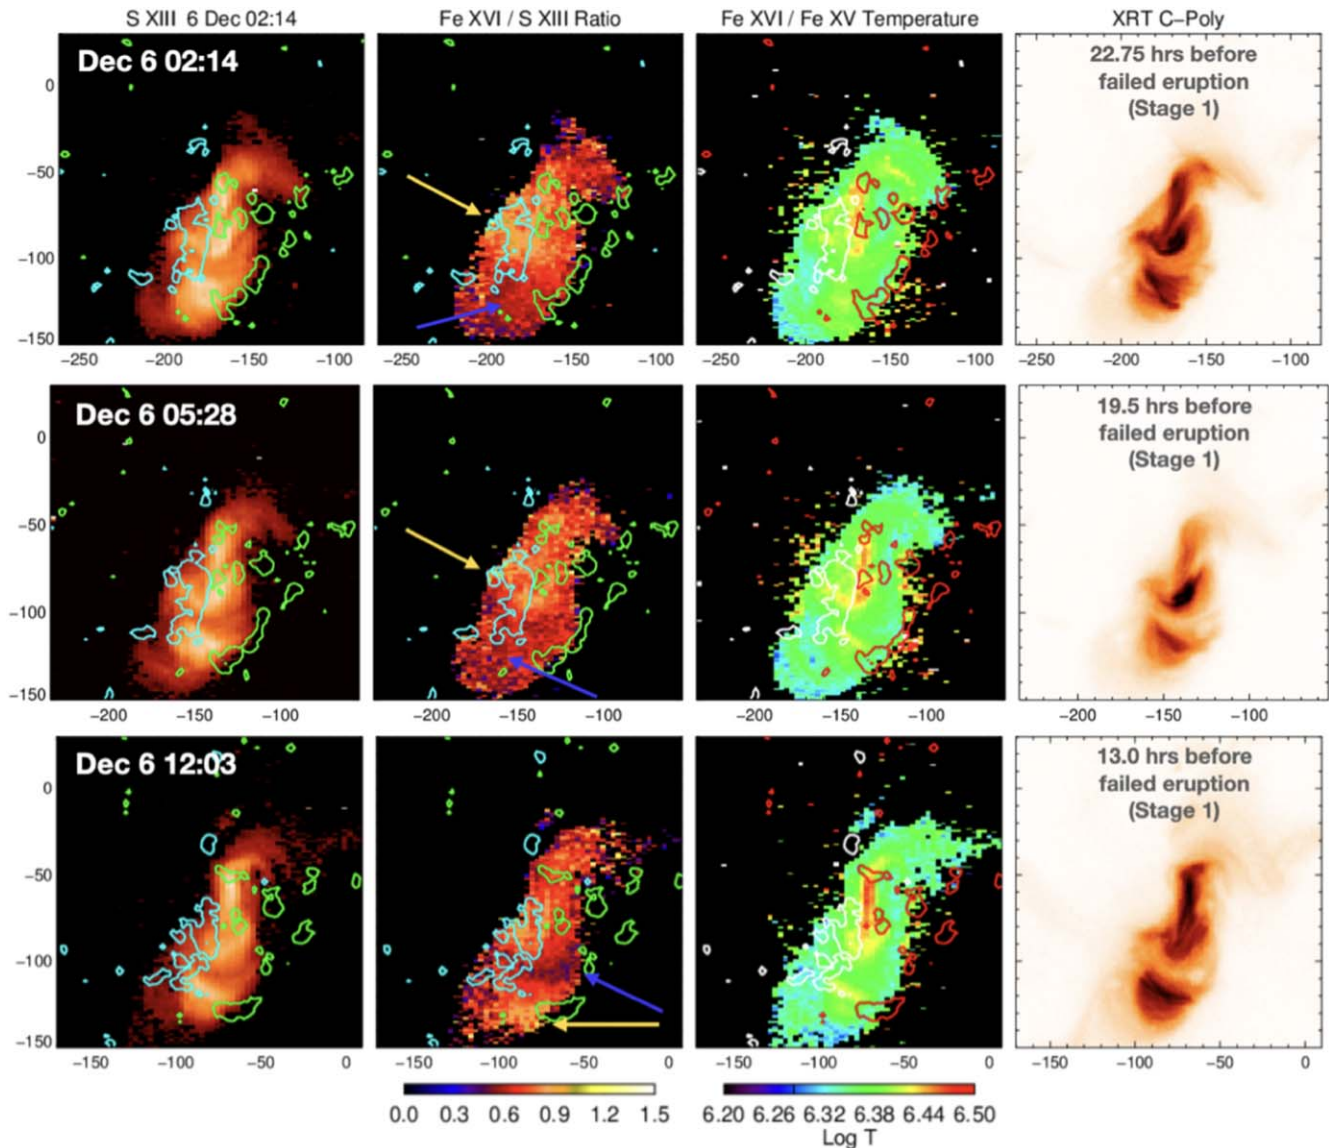 S XIII 6 Dec 02:14
Fe XVI / S XIII Ratio
Fe XVI / Fe XV Temperature
XRT C-Poly
Dec 6 02:14
22.75 hrs before
failed eruption
(Stage 1)
0
−50
−100
−150
−250 −200 −150 −100
−250 −200 −150 −100
−250 −200 −150 −100
−250 −200 −150 −100
Dec 6 05:28
19.5 hrs before
failed eruption
(Stage 1)
0
−50
−100
−150
−200 −150 −100
−200 −150 −100
−200 −150 −100
−200 −150 −100
Dec 6 12:03
13.0 hrs before
failed eruption
(Stage 1)
0
−50
−100
−150
−150 −100 −50 0
−150 −100 −50 0
−150 −100 −50 0
−150 −100 −50 0
0.0 0.3 0.6 0.9 1.2 1.5
6.20 6.26 6.32 6.38 6.44 6.50
Log T